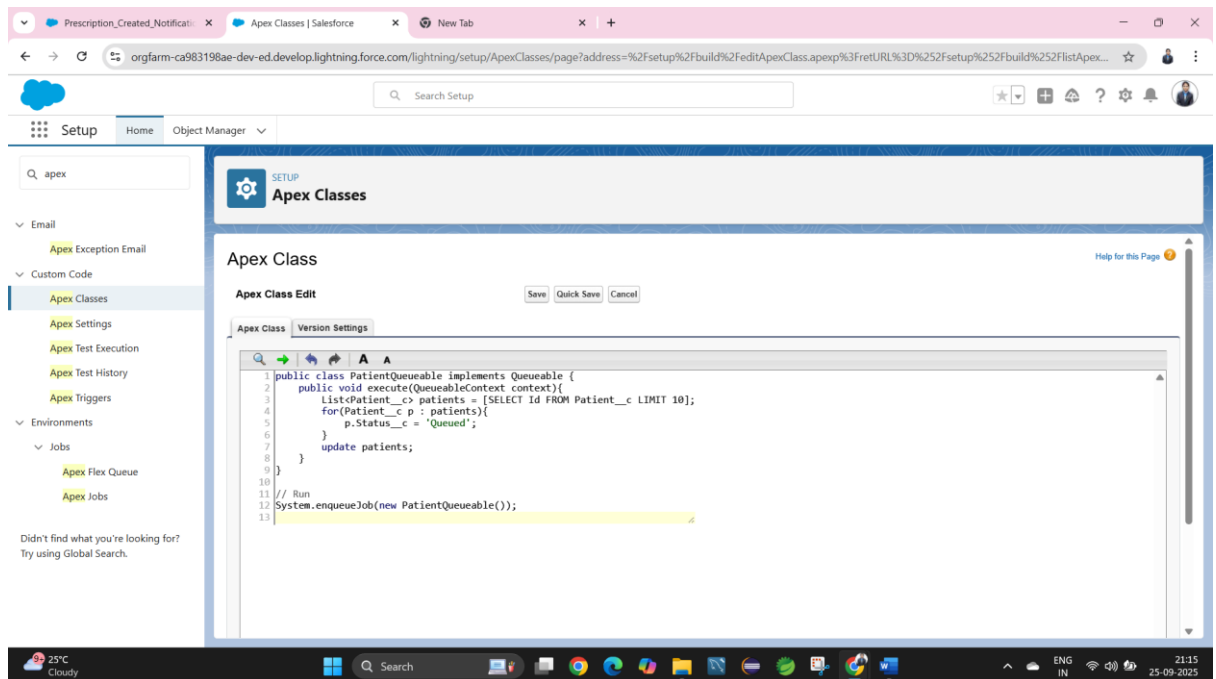 Prescription_Created_Notificati
Apex Classes | Salesforce
New Tab
orgfarm-ca983198ae-dev-ed.develop.lightning.force.com/lightning/setup/ApexClasses/page?address=%2Fsetup%2Fbuild%2FeditApexClass.apexp%3FretURL%3D%252Fsetup%252Fbuild%252FlistApex...
Search Setup
Setup
Home
Object Manager
apex
Email
Apex Exception Email
Custom Code
Apex Classes
Apex Settings
Apex Test Execution
Apex Test History
Apex Triggers
Environments
Jobs
Apex Flex Queue
Apex Jobs
Didn't find what you're looking for?
Try using Global Search.
SETUP
Apex Classes
Apex Class
Help for this Page
Apex Class Edit
Save Quick Save Cancel
Apex Class Version Settings
A A
1 public class PatientQueueable implements Queueable {
2 public void execute(QueueableContext context){
3 List<Patient__c> patients = [SELECT Id FROM Patient__c LIMIT 10];
4 for(Patient__c p : patients){
5 p.Status__c = 'Queued';
6 }
7 update patients;
8 }
9 }
10
11 // Run
12 System.enqueueJob(new PatientQueueable());
13
9+
25°C
Cloudy
Search
ENG
IN
21:15
25-09-2025